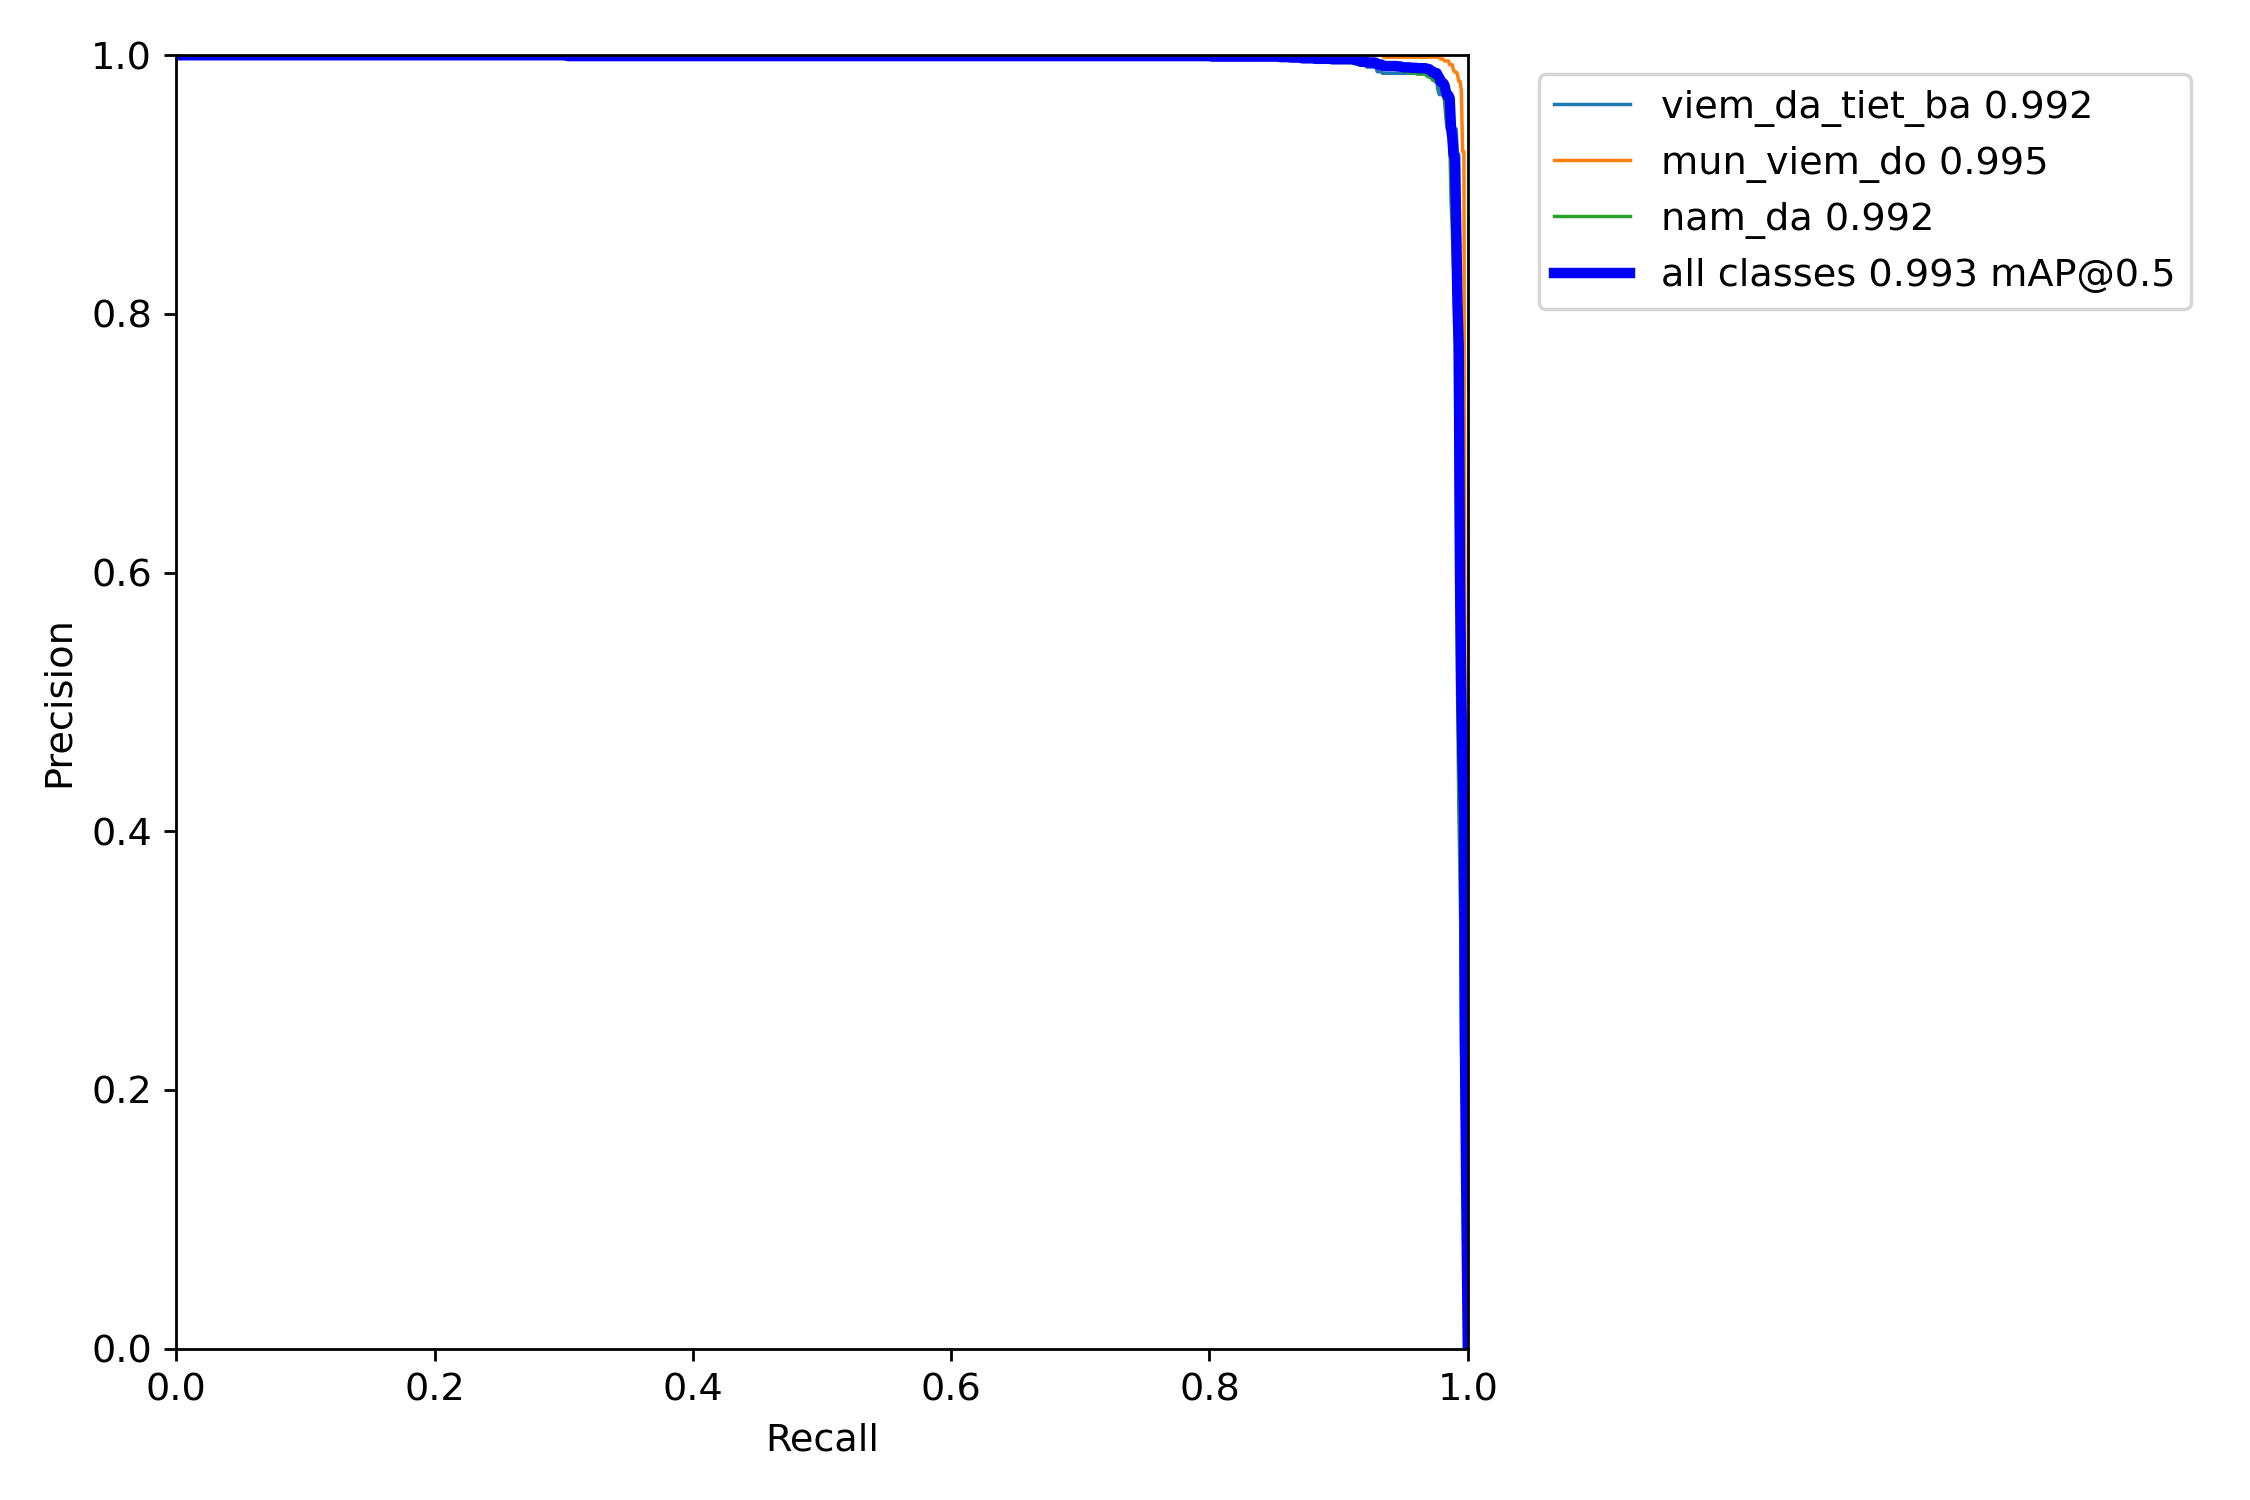 1.0
0.8
0.6
0.4
0.2
0.0
Precision
0.0 0.2 0.4 0.6 0.8 1.0
Recall
viem_da_tiet_ba 0.992
mun_viem_do 0.995
nam_da 0.992
all classes 0.993 mAP@0.5